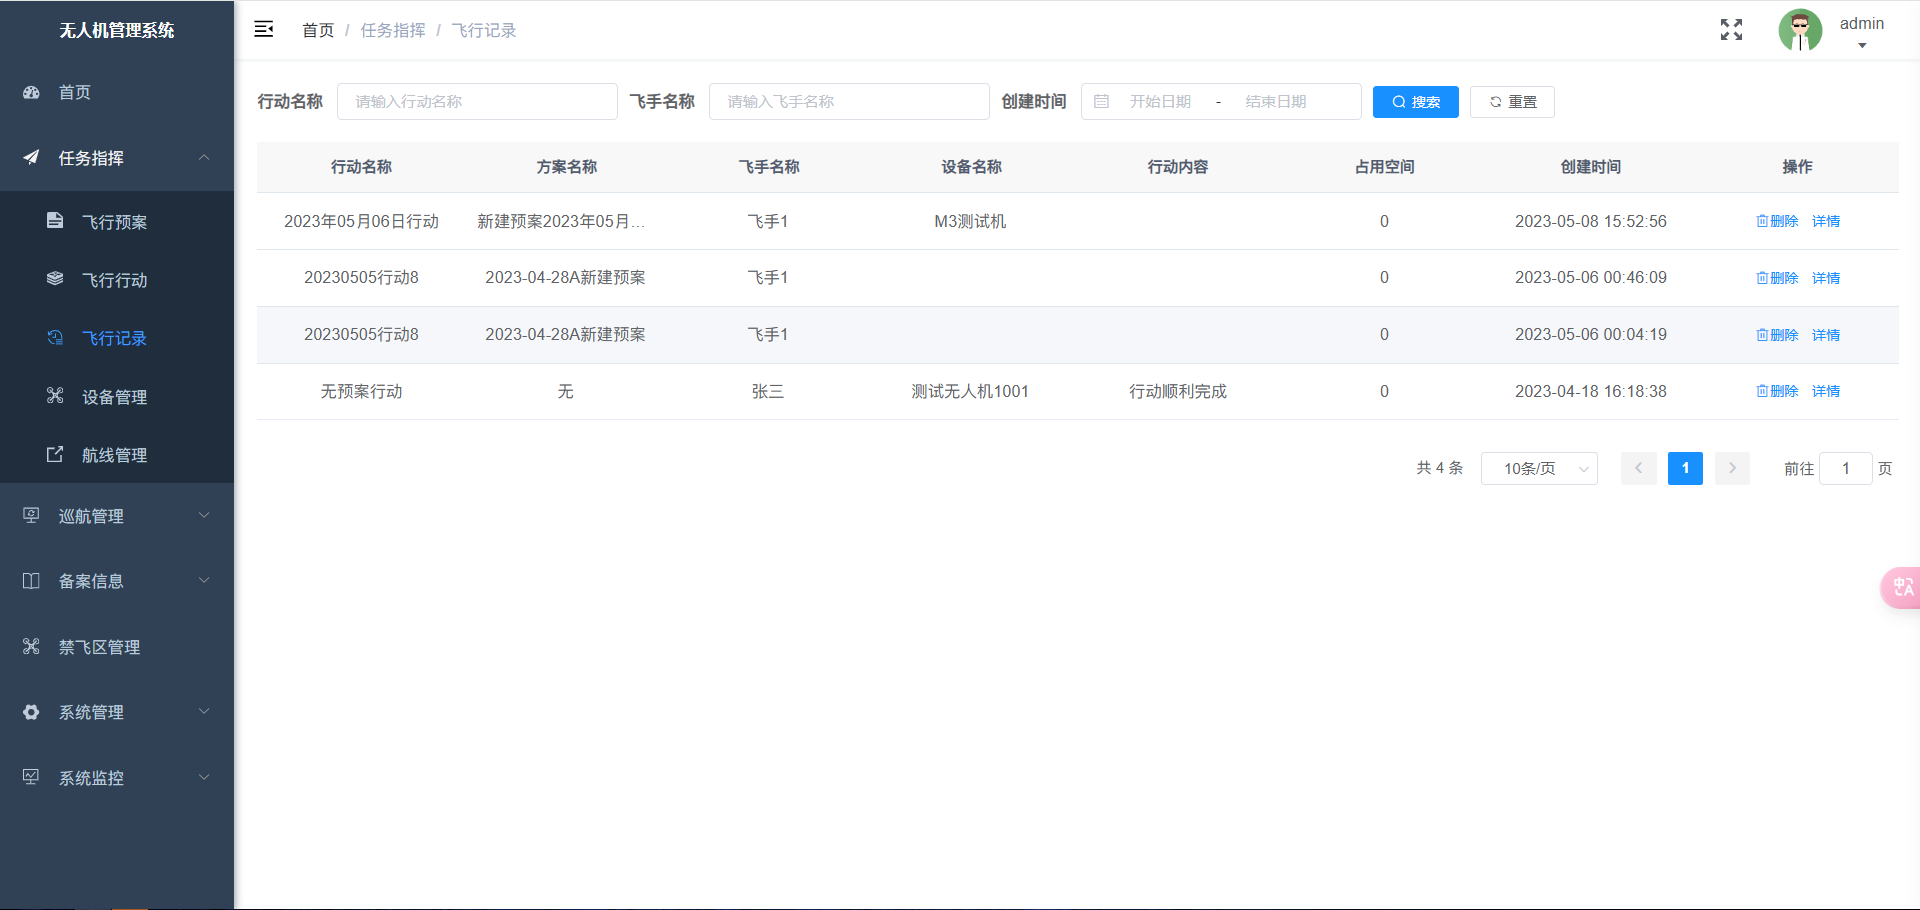 无人机管理系统
首页
任务指挥
飞行预案
飞行行动
飞行记录
设备管理
航线管理
巡航管理
备案信息
禁飞区管理
系统管理
系统监控
首页 / 任务指挥 / 飞行记录
admin
行动名称 请输入行动名称 飞手名称 请输入飞手名称 创建时间 开始日期 - 结束日期 搜索 重置
行动名称 方案名称 飞手名称 设备名称 行动内容 占用空间 创建时间 操作
2023年05月06日行动 新建预案2023年05月... 飞手1 M3测试机 0 2023-05-08 15:52:56 删除 详情
20230505行动8 2023-04-28A新建预案 飞手1 0 2023-05-06 00:46:09 删除 详情
20230505行动8 2023-04-28A新建预案 飞手1 0 2023-05-06 00:04:19 删除 详情
无预案行动 无 张三 测试无人机1001 行动顺利完成 0 2023-04-18 16:18:38 删除 详情
共 4 条 10条/页 1 前往 1 页
中A